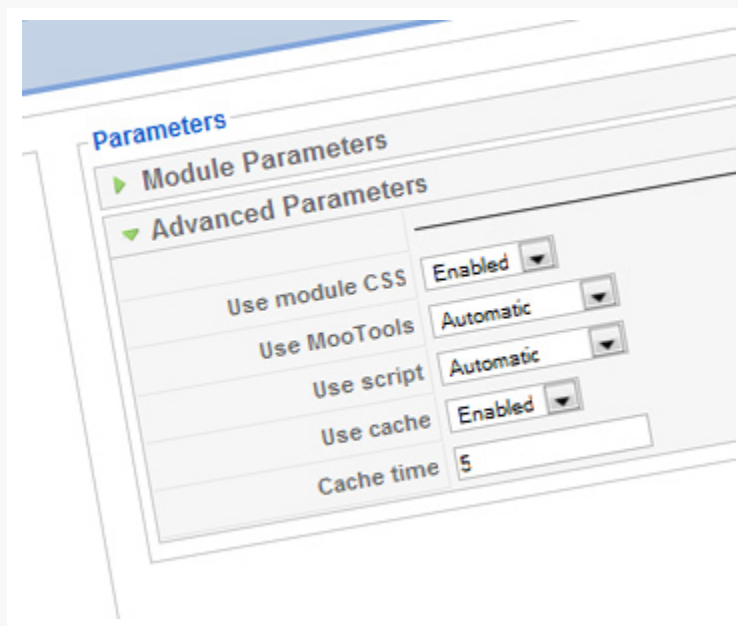 Parameters
Module Parameters
Advanced Parameters
Use module CSS Enabled
Use MooTools Automatic
Use script Automatic
Use cache Enabled
Cache time 5